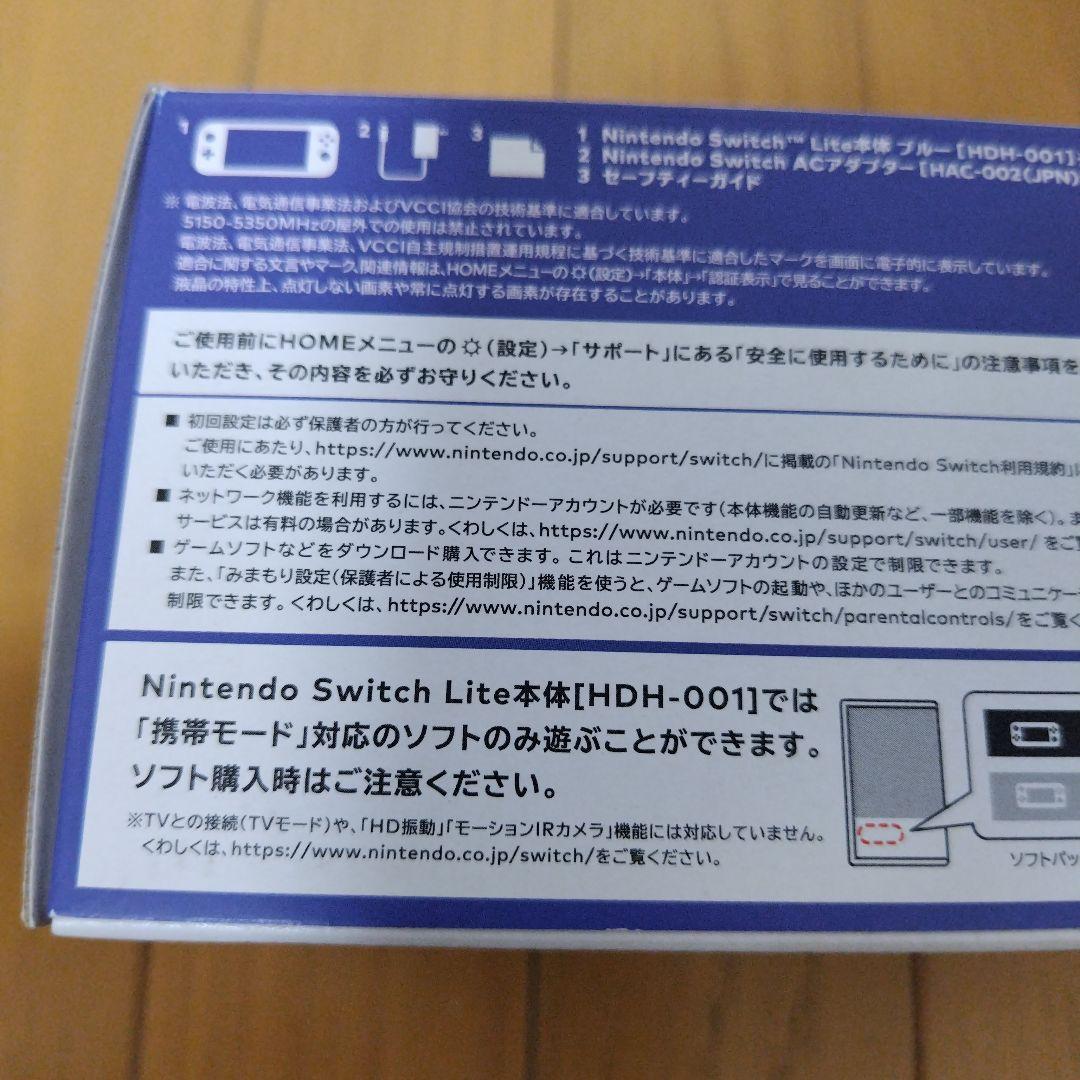 1 2 3
1 Nintendo Switch™ Lite本体 ブルー [HDH-001]
2 Nintendo Switch ACアダプター [HAC-002(JPN)
3 セーフティーガイド
※ 電波法、電気通信事業法およびVCCI協会の技術基準に適合しています。
5150-5350MHzの屋外での使用は禁止されています。
電波法、電気通信事業法、VCCI自主規制措置運用規程に基づく技術基準に適合したマークを画面に電子的に表示しています。
適合に関する文言やマーク、関連情報は、HOMEメニューの(設定)→「本体」→「認証表示」で見ることができます。
液晶の特性上、点灯しない画素や常に点灯する画素が存在することがあります。
ご使用前にHOMEメニューの(設定)→「サポート」にある「安全に使用するために」の注意事項を
いただき、その内容を必ずお守りください。
■ 初回設定は必ず保護者の方が行ってください。
ご使用にあたり、https://www.nintendo.co.jp/support/switch/に掲載の「Nintendo Switch利用規約」に
いただく必要があります。
■ ネットワーク機能を利用するには、ニンテンドーアカウントが必要です(本体機能の自動更新など、一部機能を除く)。ま
サービスは有料の場合があります。くわしくは、https://www.nintendo.co.jp/support/switch/user/ をご
■ ゲームソフトなどをダウンロード購入できます。これはニンテンドーアカウントの設定で制限できます。
また、「みまもり設定(保護者による使用制限)」機能を使うと、ゲームソフトの起動や、ほかのユーザーとのコミュニケー
制限できます。くわしくは、https://www.nintendo.co.jp/support/switch/parentalcontrols/をご覧く
Nintendo Switch Lite本体[HDH-001]では
「携帯モード」対応のソフトのみ遊ぶことができます。
ソフト購入時はご注意ください。
※TVとの接続(TVモード)や、「HD振動」「モーションIRカメラ」機能には対応していません。
くわしくは、https://www.nintendo.co.jp/switch/をご覧ください。
ソフトパッ